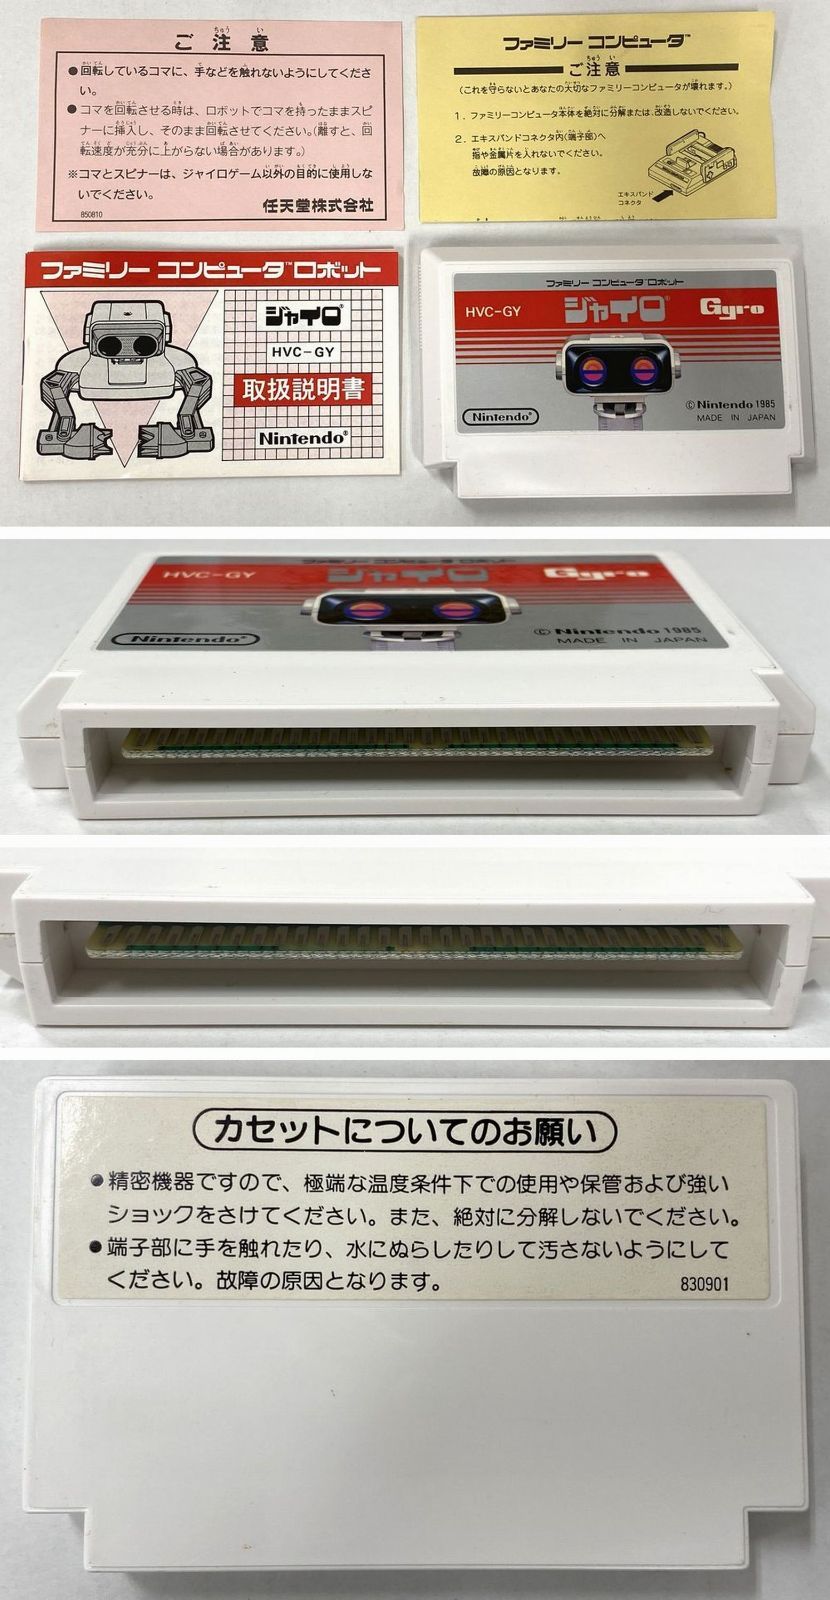 ご注意
●回転しているコマに、手などを触れないようにしてくださ
い。
●コマを回転させる時は、ロボットでコマを持ったままスピ
ナーに挿入し、そのまま回転させてください。(離すと、回
転速度が充分に上がらない場合があります。)
※コマとスピナーは、ジャイロゲーム以外の目的に使用しな
いでください。
850810
任天堂株式会社
ファミリー コンピュータ™
ご注意
(これを守らないとあなたの大切なファミリーコンピュータが壊れます。)
1. ファミリーコンピュータ本体を絶対に分解または、改造しないでください。
2. エキスパンドコネクタ内(端子部)へ
指や金属片を入れないでください。
故障の原因となります。
エキスパンド
コネクタ
ファミリー コンピュータ™ ロボット
ジャイロ®
HVC-GY
取扱説明書
Nintendo®
ファミリー コンピュータ™ ロボット
HVC-GY
ジャイロ®
Gyro
Nintendo®
© Nintendo 1985
MADE IN JAPAN
ファミリー コンピュータ ロボット
HVC-GY
ジャイロ
Gyro
Nintendo®
© Nintendo 1985
MADE IN JAPAN
カセットについてのお願い
●精密機器ですので、極端な温度条件下での使用や保管および強い
ショックをさけてください。また、絶対に分解しないでください。
●端子部に手を触れたり、水にぬらしたりして汚さないようにして
ください。故障の原因となります。
830901